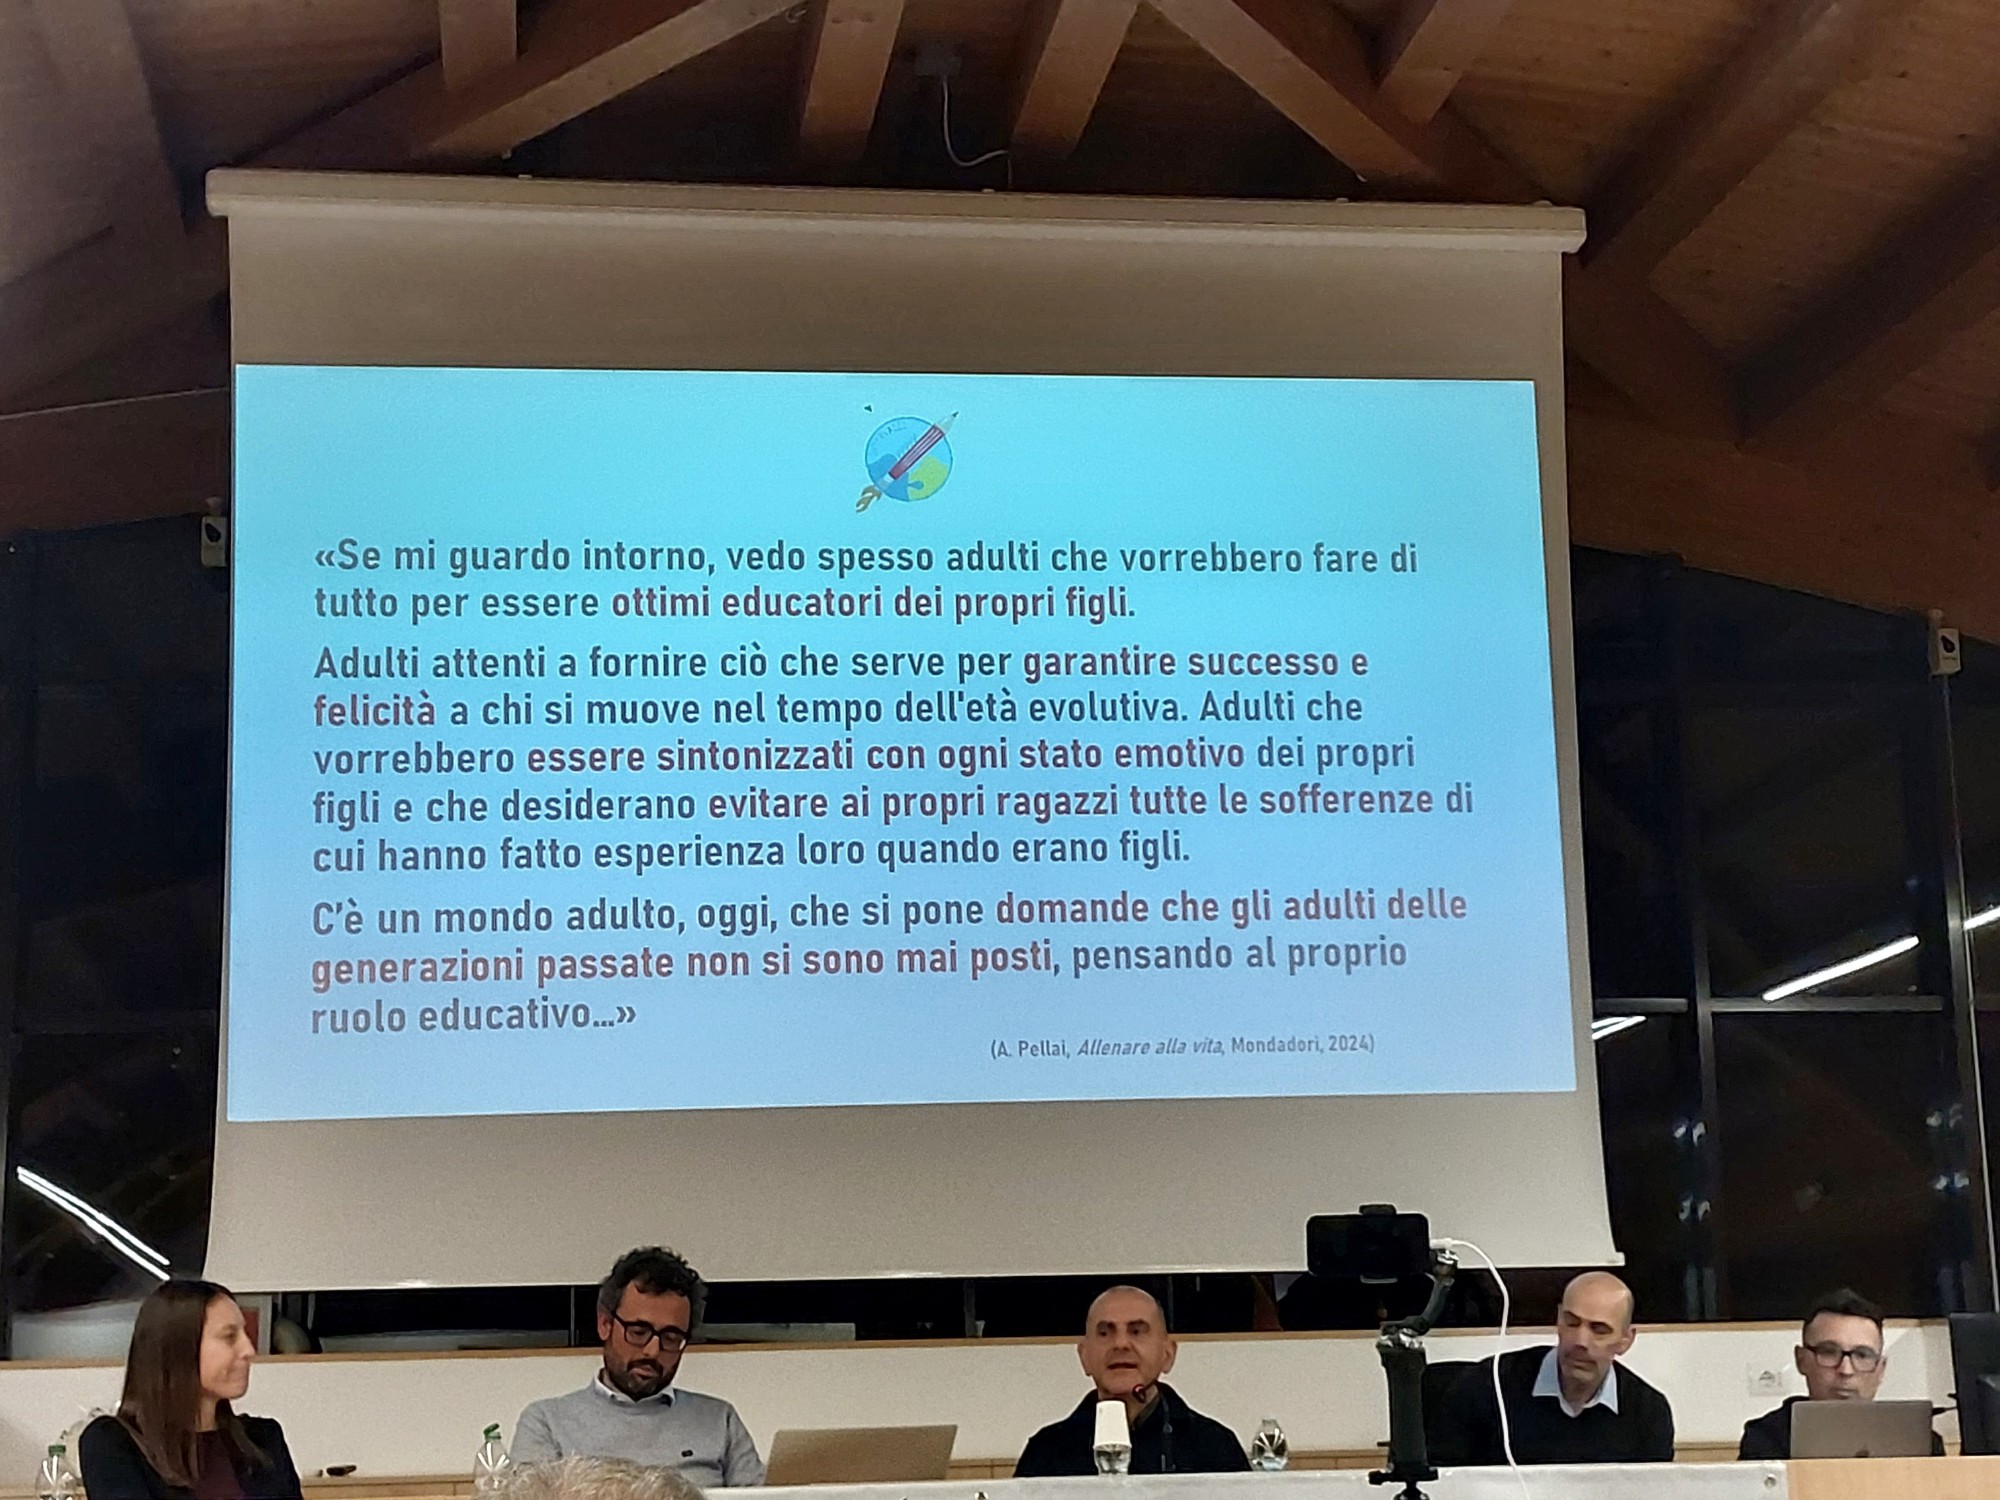 «Se mi guardo intorno, vedo spesso adulti che vorrebbero fare di
tutto per essere ottimi educatori dei propri figli.
Adulti attenti a fornire ciò che serve per garantire successo e
felicità a chi si muove nel tempo dell'età evolutiva. Adulti che
vorrebbero essere sintonizzati con ogni stato emotivo dei propri
figli e che desiderano evitare ai propri ragazzi tutte le sofferenze di
cui hanno fatto esperienza loro quando erano figli.
C'è un mondo adulto, oggi, che si pone domande che gli adulti delle
generazioni passate non si sono mai posti, pensando al proprio
ruolo educativo...»
(A. Pellai, Allenare alla vita, Mondadori, 2024)